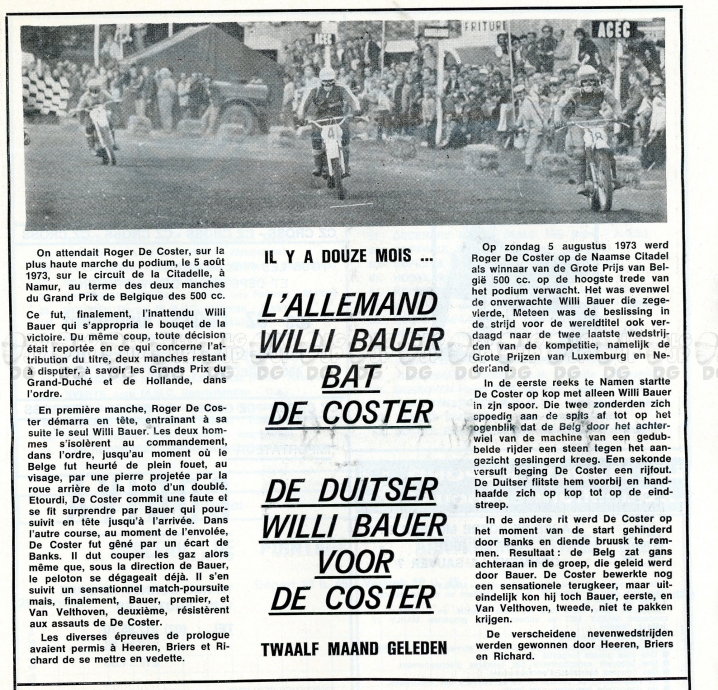 ACEC
FRITURE
ACEC
On attendait Roger De Coster, sur la
plus haute marche du podium, le 5 août
1973, sur le circuit de la Citadelle, à
Namur, au terme des deux manches
du Grand Prix de Belgique des 500 cc.
Ce fut, finalement, l'inattendu Willi
Bauer qui s'appropria le bouqet de la
victoire. Du même coup, toute décision
était reportée en ce qui concerne l'at-
tribution du titre, deux manches restant
à disputer, à savoir les Grands Prix du
Grand-Duché et de Hollande, dans
l'ordre.
En première manche, Roger De Cos-
ter démarra en tête, entraînant à sa
suite le seul Willi Bauer. Les deux hom-
mes s'isolèrent au commandement,
dans l'ordre, jusqu'au moment où le
Belge fut heurté de plein fouet, au
visage, par une pierre projetée par la
roue arrière de la moto d'un doublé.
Etourdi, De Coster commit une faute et
se fit surprendre par Bauer qui pour-
suivit en tête jusqu'à l'arrivée. Dans
l'autre course, au moment de l'envolée,
De Coster fut gêné par un écart de
Banks. Il dut couper les gaz alors
même que, sous la direction de Bauer,
le peloton se dégageait déjà. Il s'en
suivit un sensationnel match-poursuite
mais, finalement, Bauer, premier, et
Van Velthoven, deuxième, résistèrent
aux assauts de De Coster.
Les diverses épreuves de prologue
avaient permis à Heeren, Briers et Ri-
chard de se mettre en vedette.
IL Y A DOUZE MOIS ...
L'ALLEMAND
WILLI BAUER
BAT
DE COSTER
DE DUITSER
WILLI BAUER
VOOR
DE COSTER
TWAALF MAAND GELEDEN
Op zondag 5 augustus 1973 werd
Roger De Coster op de Naamse Citadel
als winnaar van de Grote Prijs van Bel-
gië 500 cc. op de hoogste trede van
het podium verwacht. Het was evenwel
de onverwachte Willi Bauer die zege-
vierde, Meteen was de beslissing in
de strijd voor de wereldtitel ook ver-
daagd naar de twee laatste wedstrij-
den van de kompetitie, namelijk de
Grote Prijzen van Luxemburg en Ne-
derland.
In de eerste reeks te Namen startte
De Coster op kop met alleen Willi Bauer
in zjn spoor. Die twee zonderden zich
spoedig aan de spits af tot op het
ogenblik dat de Belg door het achter-
wiel van de machine van een gedub-
belde rijder een steen tegen het aan-
gezicht geslingerd kreeg. Een sekonde
versuft beging De Coster een rijfout.
De Duitser flitste hem voorbij en hand-
haafde zich op kop tot op de eind-
streep.
In de andere rit werd De Coster op
het moment van de start gehinderd
door Banks en diende bruusk te rem-
men. Resultaat : de Belg zat gans
achteraan in de groep, die geleid werd
door Bauer. De Coster bewerkte nog
een sensationele terugkeer, maar uit-
eindelijk kon hij toch Bauer, eerste, en
Van Velthoven, tweede, niet te pakken
krijgen.
De verscheidene nevenwedstrijden
werden gewonnen door Heeren, Briers
en Richard.